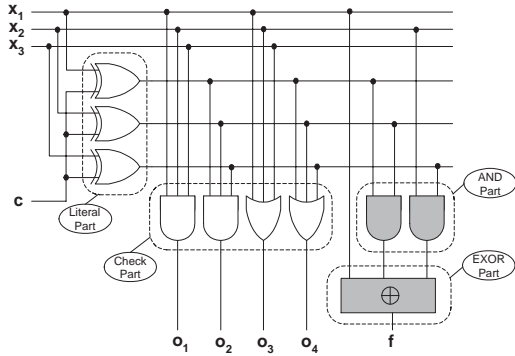 x1
x2
x3
c
Literal
Part
Check
Part
AND
Part
EXOR
Part
o1
o2
o3
o4
f